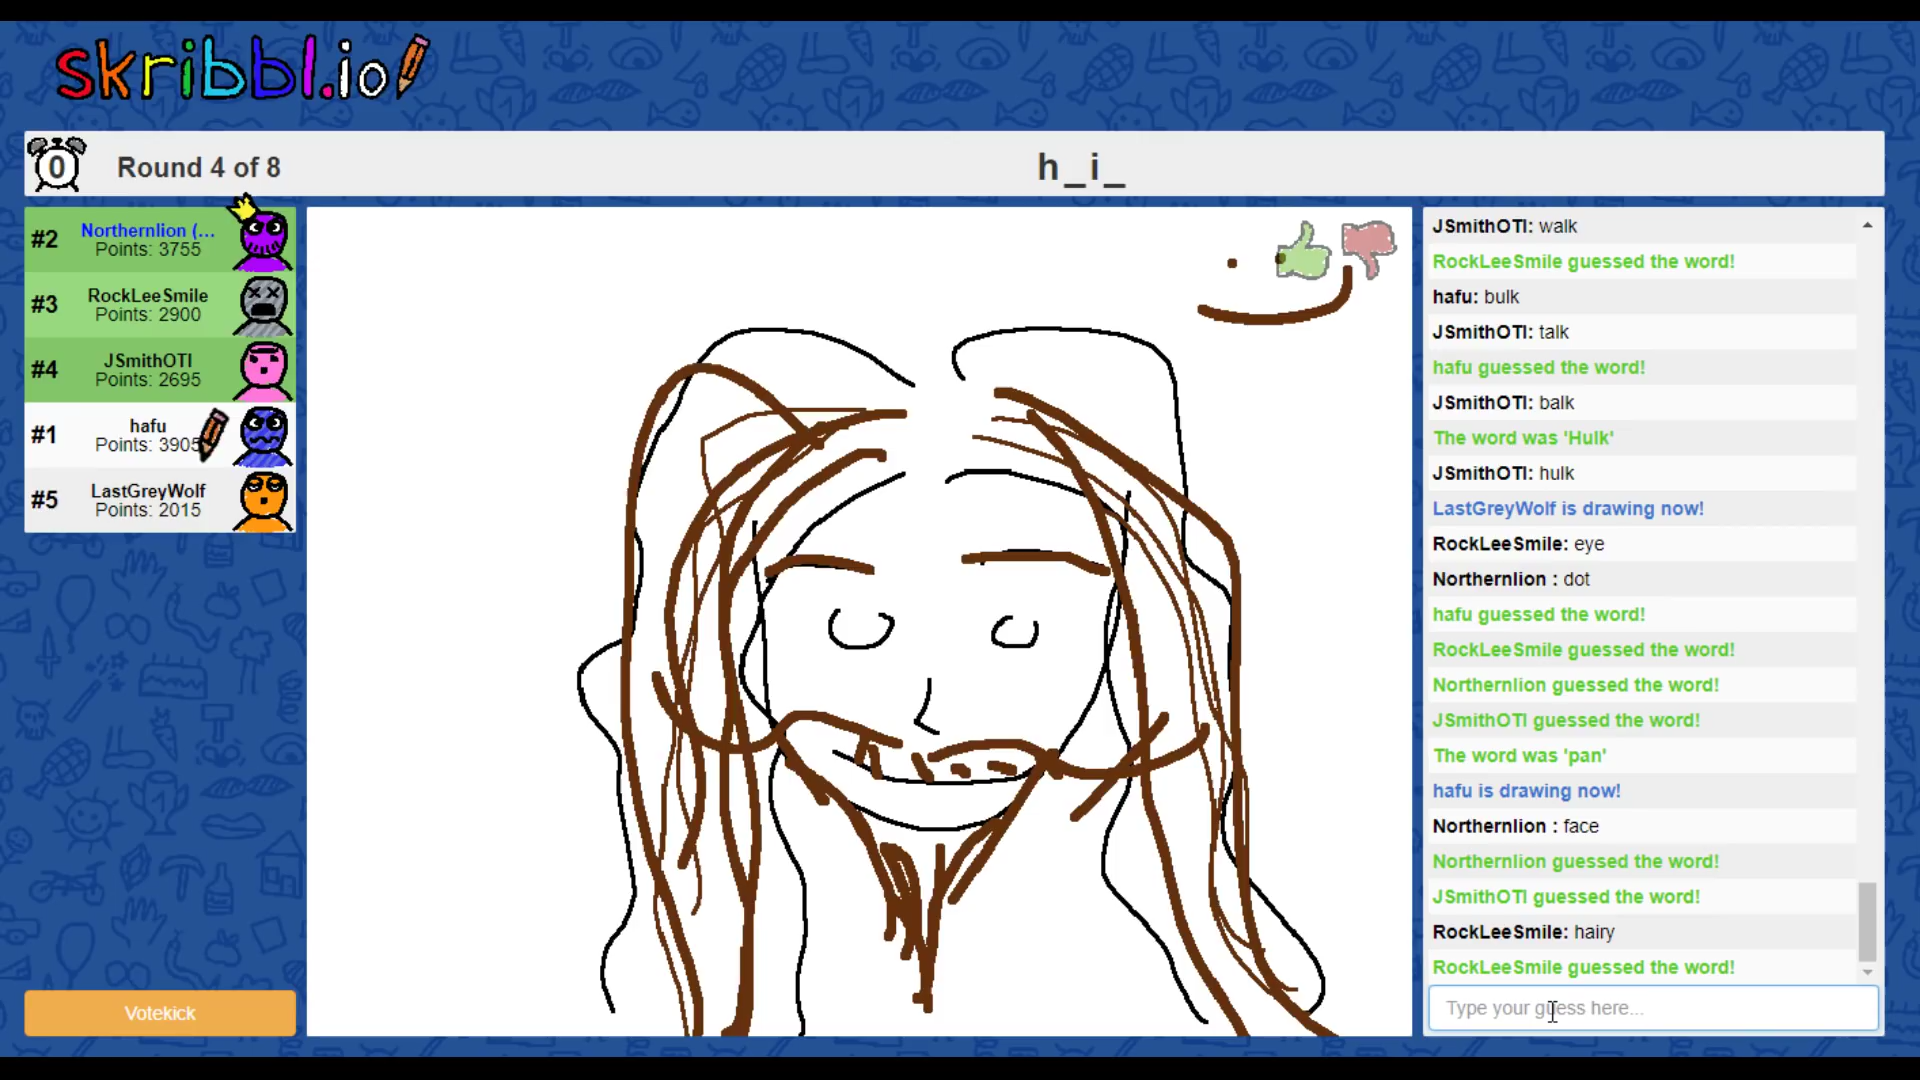 skribbl.io
0
Round 4 of 8
h_i_
#2
Northernlion (...
Points: 3755
#3
RockLeeSmile
Points: 2900
#4
JSmithOTI
Points: 2695
#1
hafu
Points: 3905
#5
LastGreyWolf
Points: 2015
Votekick
JSmithOTI: walk
RockLeeSmile guessed the word!
hafu: bulk
JSmithOTI: talk
hafu guessed the word!
JSmithOTI: balk
The word was 'Hulk'
JSmithOTI: hulk
LastGreyWolf is drawing now!
RockLeeSmile: eye
Northernlion : dot
hafu guessed the word!
RockLeeSmile guessed the word!
Northernlion guessed the word!
JSmithOTI guessed the word!
The word was 'pan'
hafu is drawing now!
Northernlion : face
Northernlion guessed the word!
JSmithOTI guessed the word!
RockLeeSmile: hairy
RockLeeSmile guessed the word!
Type your guess here...